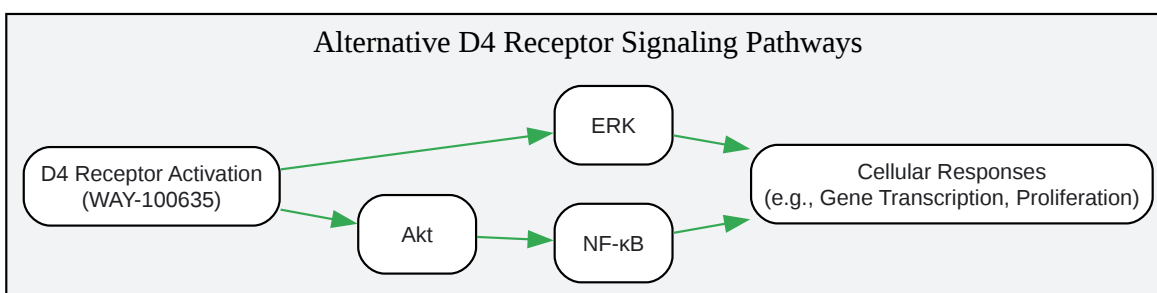 Alternative D4 Receptor Signaling Pathways
ERK
D4 Receptor Activation
(WAY-100635)
Cellular Responses
(e.g., Gene Transcription, Proliferation)
Akt
NF-κB